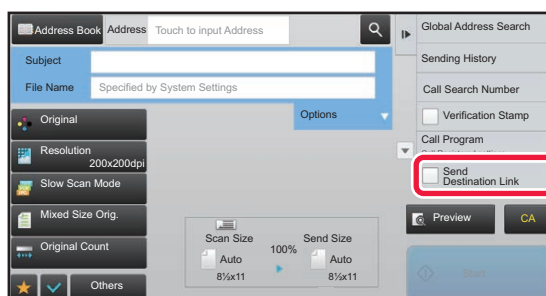 Address Book
Address
Touch to input Address
Subject
File Name
Specified by System Settings
Options
Original
Resolution
200x200dpi
Slow Scan Mode
Mixed Size Orig.
Original Count
Others
Scan Size
100%
Send Size
Auto
Auto
8½x11
8½x11
Global Address Search
Sending History
Call Search Number
Verification Stamp
Call Program
Send
Destination Link
Preview
CA
Start